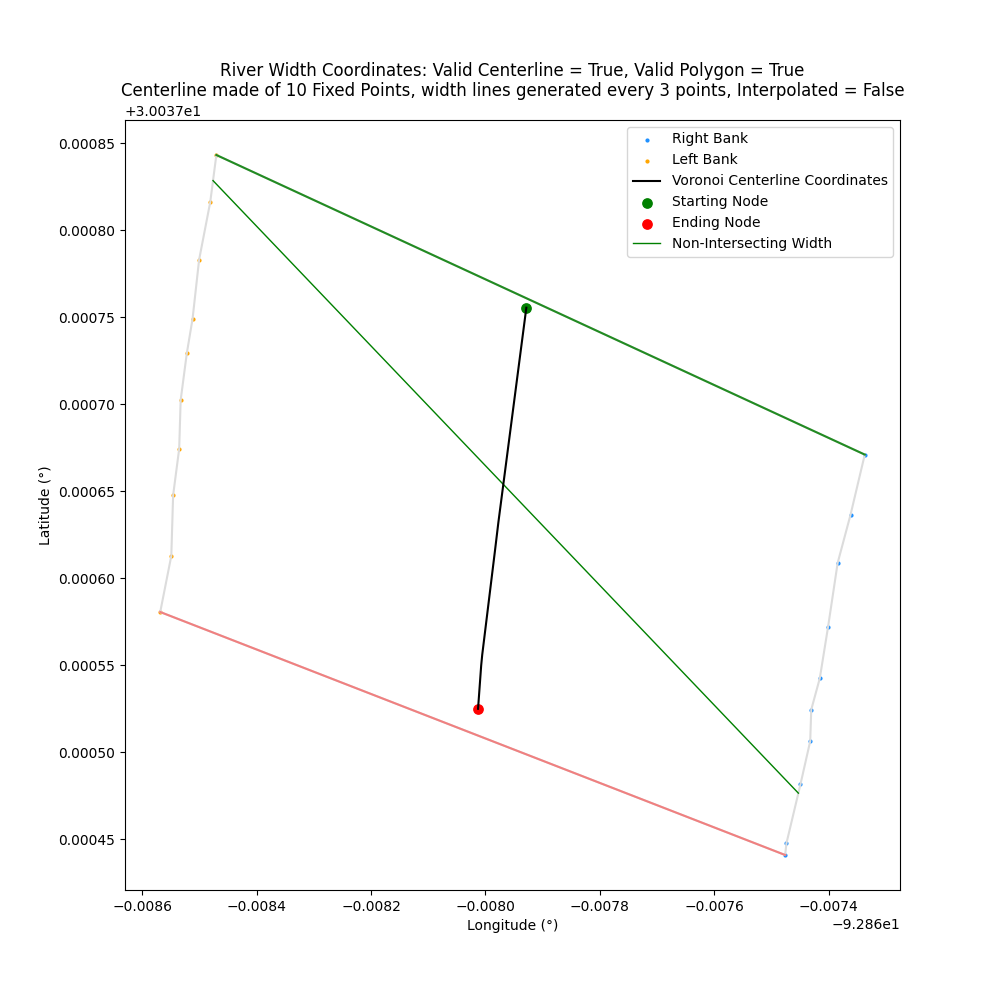 River Width Coordinates: Valid Centerline = True, Valid Polygon = True
Centerline made of 10 Fixed Points, width lines generated every 3 points, Interpolated = False
+3.0037e1
Right Bank
Left Bank
Voronoi Centerline Coordinates
Starting Node
Ending Node
Non-Intersecting Width
0.00085
0.00080
0.00075
0.00070
0.00065
0.00060
0.00055
0.00050
0.00045
Latitude (°)
−0.0086 −0.0084 −0.0082 −0.0080 −0.0078 −0.0076 −0.0074
Longitude (°)
−9.286e1